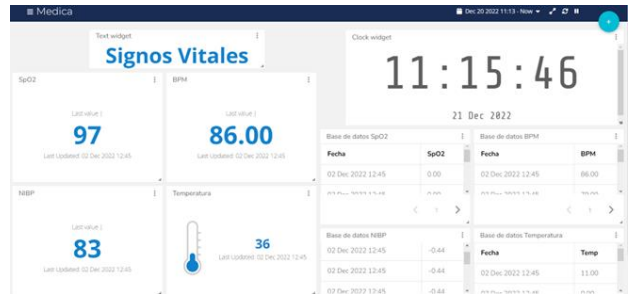 Medica
Dec 20 2022 11:13 - Now
Text widget
Signos Vitales
Clock widget
11:15:46
21 Dec 2022
SpO2
Last value |
97
Last Updated: 02 Dec 2022 12:45
BPM
Last value |
86.00
Last Updated: 02 Dec 2022 12:45
Base de datos SpO2
Fecha SpO2
02 Dec 2022 12:45 0.00
1
Base de datos BPM
Fecha BPM
02 Dec 2022 12:45 86.00
1
NIBP
Last value |
83
Last Updated: 02 Dec 2022 12:45
Temperatura
36
Last Updated: 02 Dec 2022 12:45
Base de datos NIBP
02 Dec 2022 12:45 -0.44
02 Dec 2022 12:45 -0.44
02 Dec 2022 12:45 -0.44
Base de datos Temperatura
Fecha Temp
02 Dec 2022 12:45 11.00